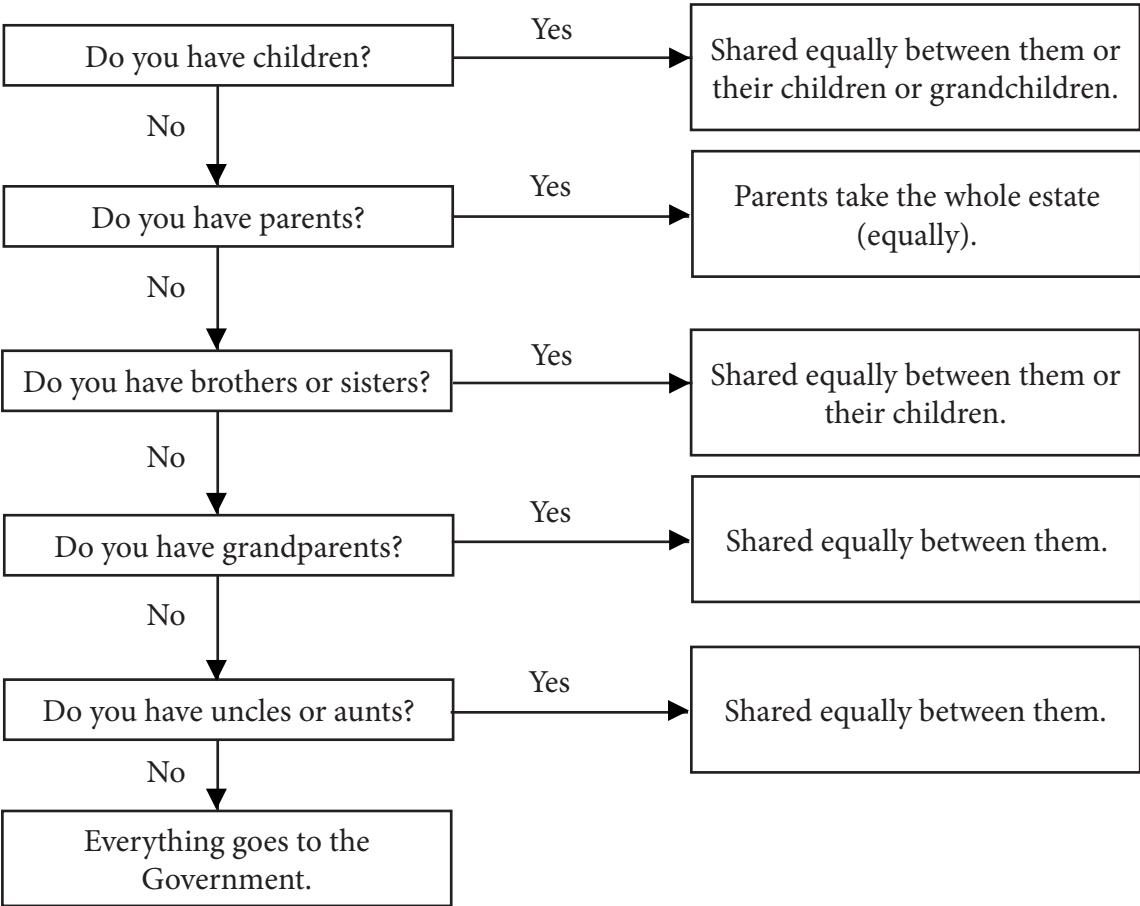 Do you have children?
Yes
Shared equally between them or
their children or grandchildren.
No
Do you have parents?
Yes
Parents take the whole estate
(equally).
No
Do you have brothers or sisters?
Yes
Shared equally between them or
their children.
No
Do you have grandparents?
Yes
Shared equally between them.
No
Do you have uncles or aunts?
Yes
Shared equally between them.
No
Everything goes to the
Government.